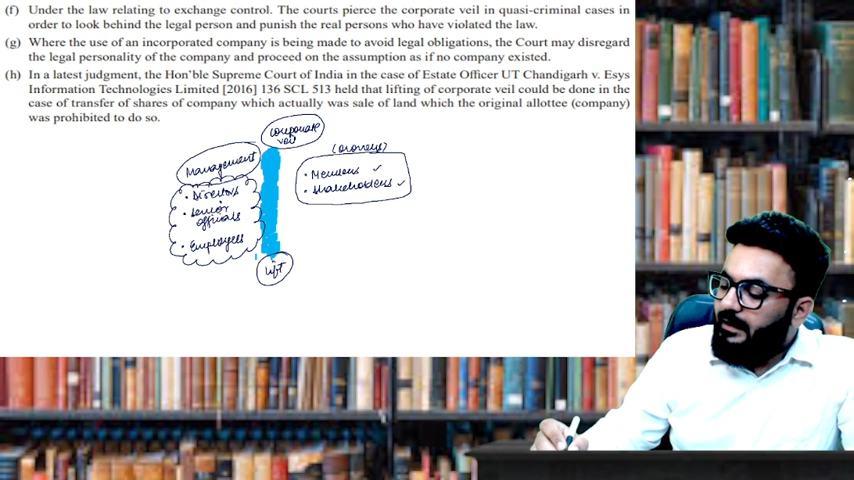 (f) Under the law relating to exchange control. The courts pierce the corporate veil in quasi-criminal cases in
order to look behind the legal person and punish the real persons who have violated the law.
(g) Where the use of an incorporated company is being made to avoid legal obligations, the Court may disregard
the legal personality of the company and proceed on the assumption as if no company existed.
(h) In a latest judgment, the Hon'ble Supreme Court of India in the case of Estate Officer UT Chandigarh v. Esys
Information Technologies Limited [2016] 136 SCL 513 held that lifting of corporate veil could be done in the
case of transfer of shares of company which actually was sale of land which the original allottee (company)
was prohibited to do so.
Corporate
veil
Management
• Directors
• Senior
officials
• Employees
(owners)
• Members ✓
• Shareholders ✓
Lift